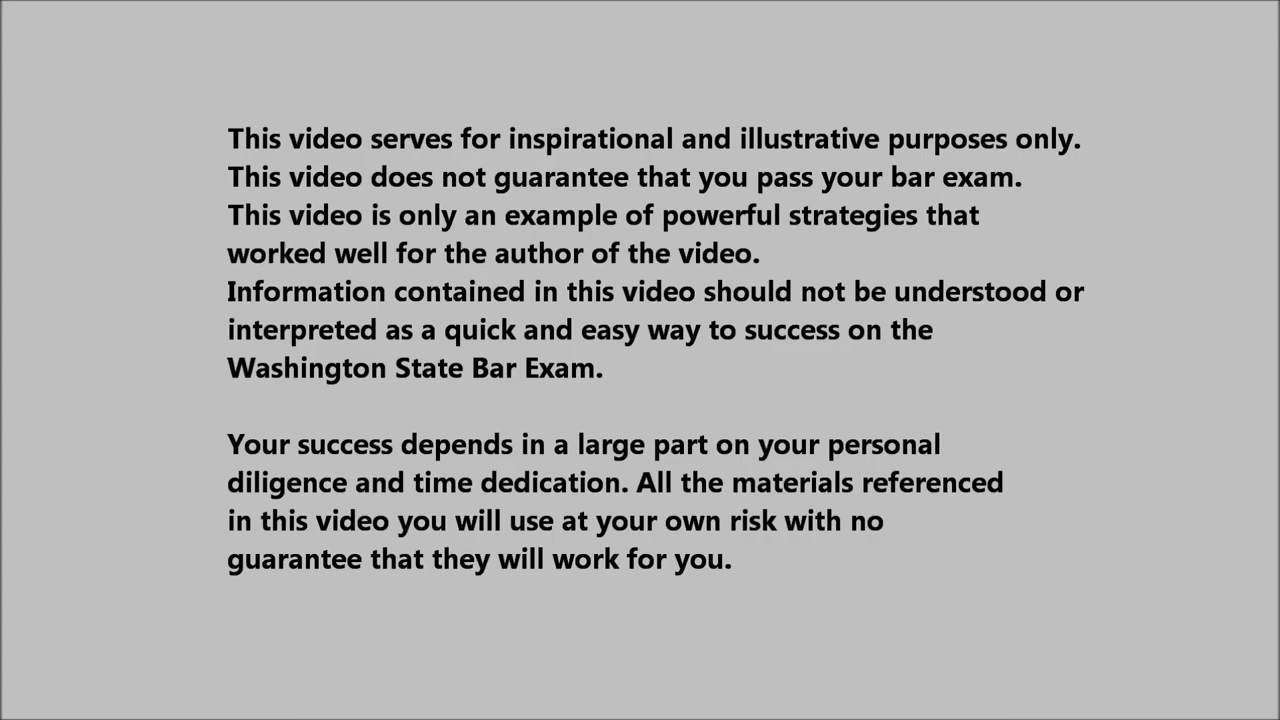 This video serves for inspirational and illustrative purposes only.
This video does not guarantee that you pass your bar exam.
This video is only an example of powerful strategies that
worked well for the author of the video.
Information contained in this video should not be understood or
interpreted as a quick and easy way to success on the
Washington State Bar Exam.
Your success depends in a large part on your personal
diligence and time dedication. All the materials referenced
in this video you will use at your own risk with no
guarantee that they will work for you.